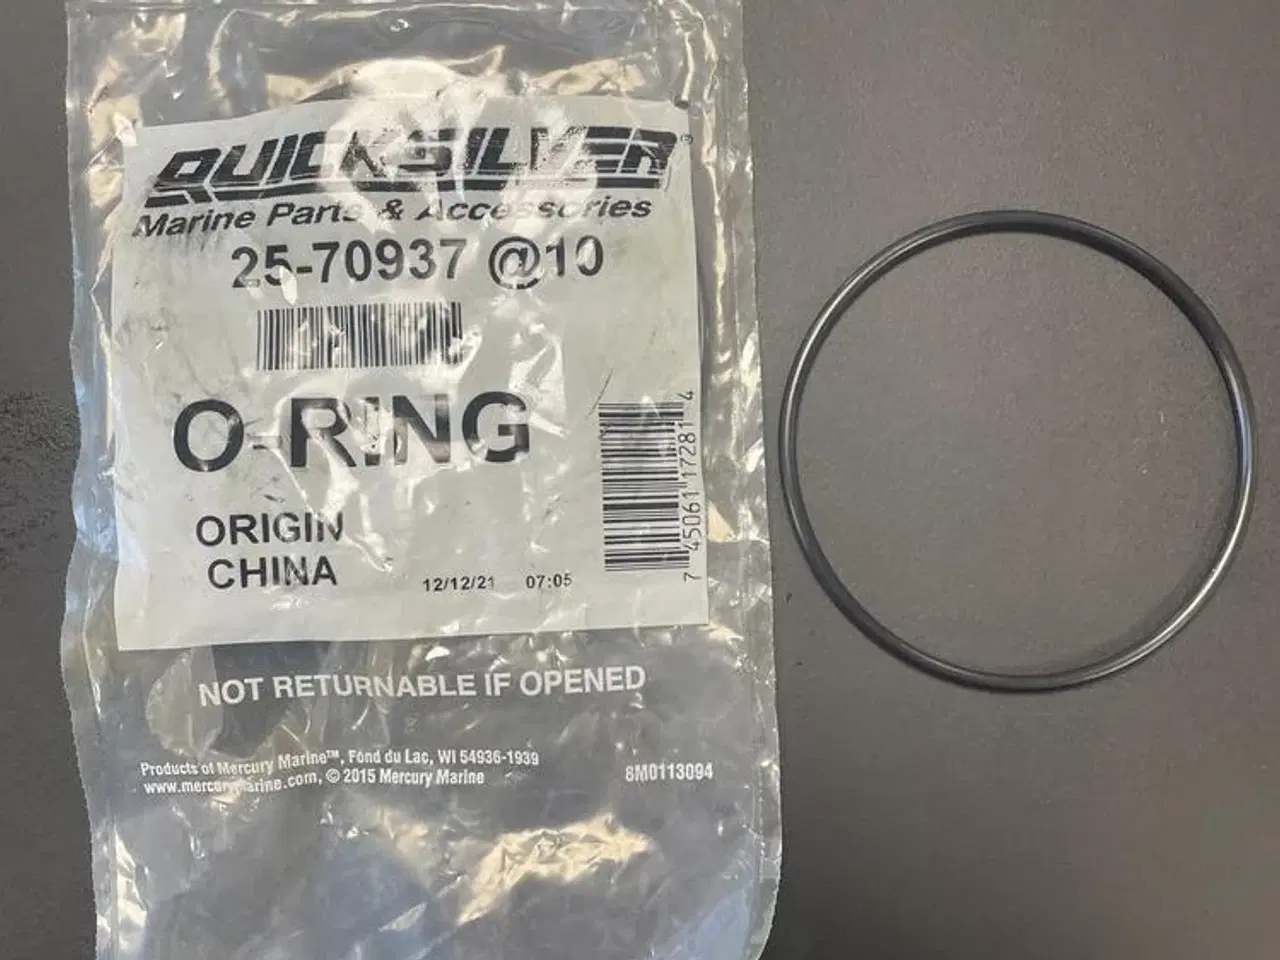 QUICKSILVER®
Marine Parts & Accessories
25-70937 @10
O-RING
ORIGIN
CHINA
12/12/21 07:05
7 45061 17281 4
NOT RETURNABLE IF OPENED
Products of Mercury Marine™, Fond du Lac, WI 54936-1939
www.mercurymarine.com, © 2015 Mercury Marine
8M0113094